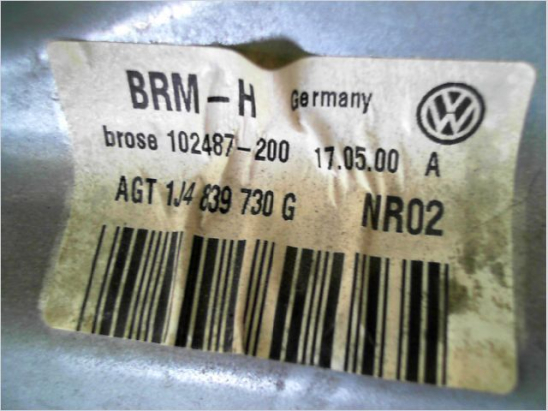 BRM-H Germany
brose 102487-200 17.05.00 A
AGT 1J4 839 730 G NR02